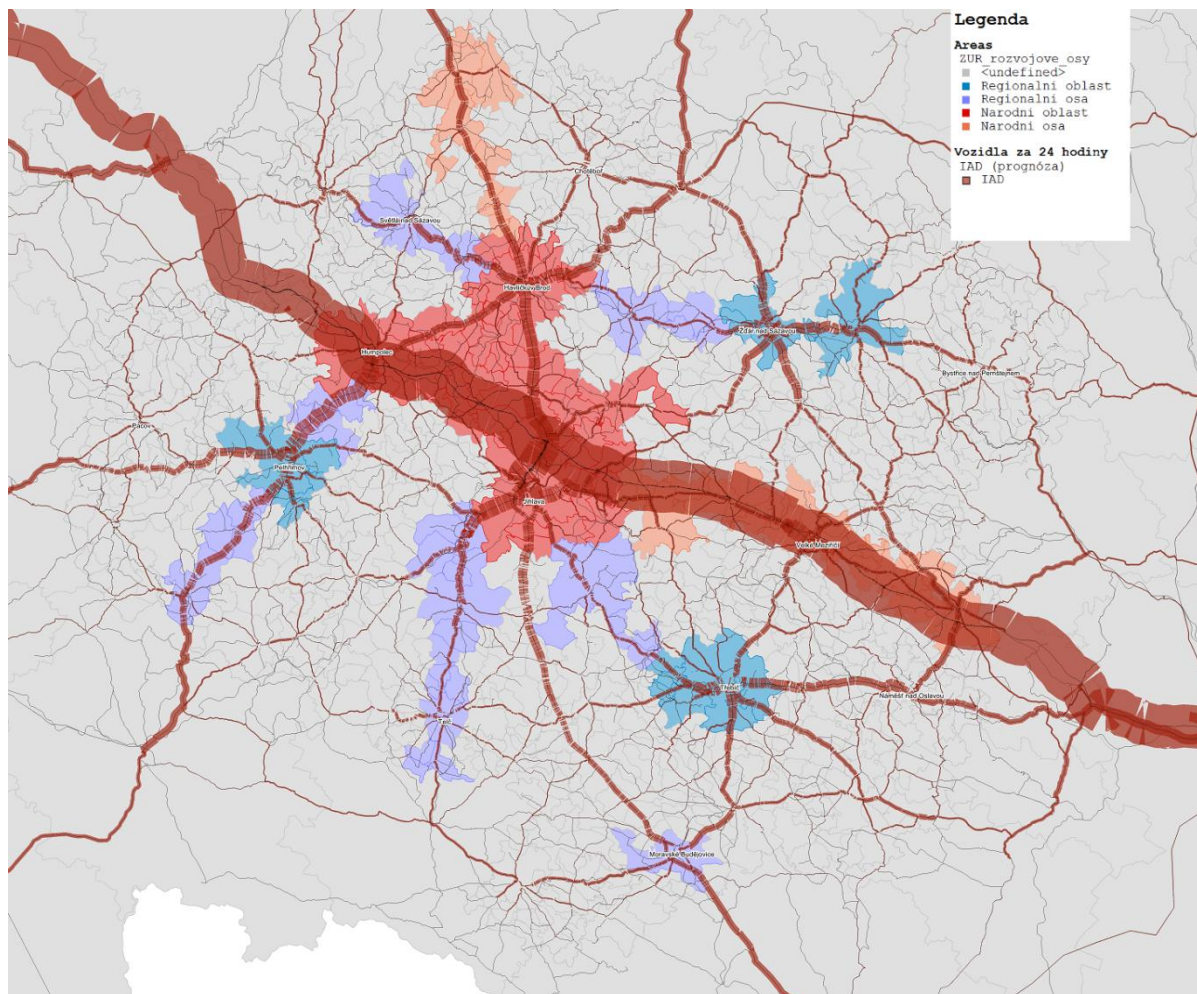 Legenda
Areas
ZUR_rozvojove_osy
<undefined>
Regionalni oblast
Regionalni osa
Narodni oblast
Narodni osa
Vozidla za 24 hodiny
IAD (prognóza)
IAD
Chotěboř
Světlá nad Sázavou
Havlíčkův Brod
Žďár nad Sázavou
Humpolec
Bystřice nad Pernštejnem
Pacov
Pelhřimov
Jihlava
Velké Meziříčí
Třebíč
Náměšť nad Oslavou
Telč
Moravské Budějovice